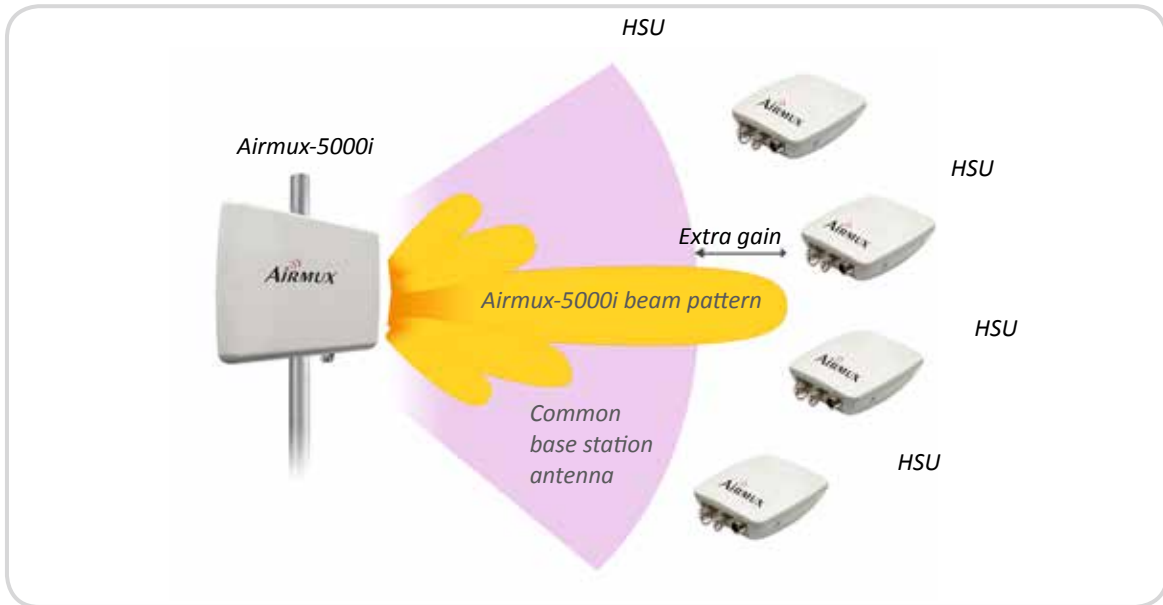 HSU
AIRMUX
Airmux-5000i
HSU
AIRMUX
Extra gain
AIRMUX
Airmux-5000i beam pattern
HSU
AIRMUX
Common
base station
antenna
HSU
AIRMUX